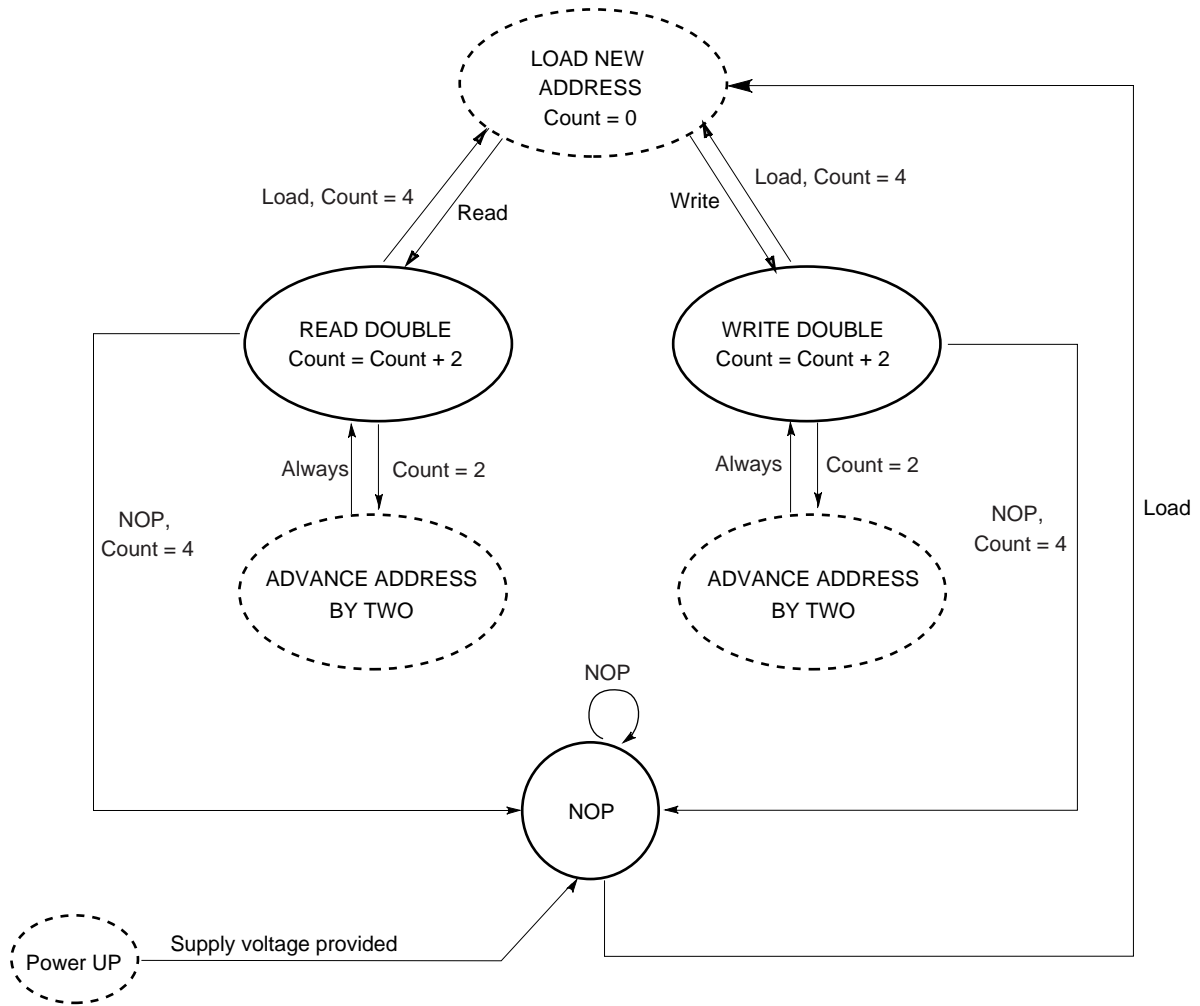 LOAD NEW
ADDRESS
Count = 0
Load, Count = 4
Read
Write
Load, Count = 4
READ DOUBLE
Count = Count + 2
WRITE DOUBLE
Count = Count + 2
Always
Count = 2
Always
Count = 2
NOP,
Count = 4
NOP,
Count = 4
Load
ADVANCE ADDRESS
BY TWO
ADVANCE ADDRESS
BY TWO
NOP
NOP
Supply voltage provided
Power UP